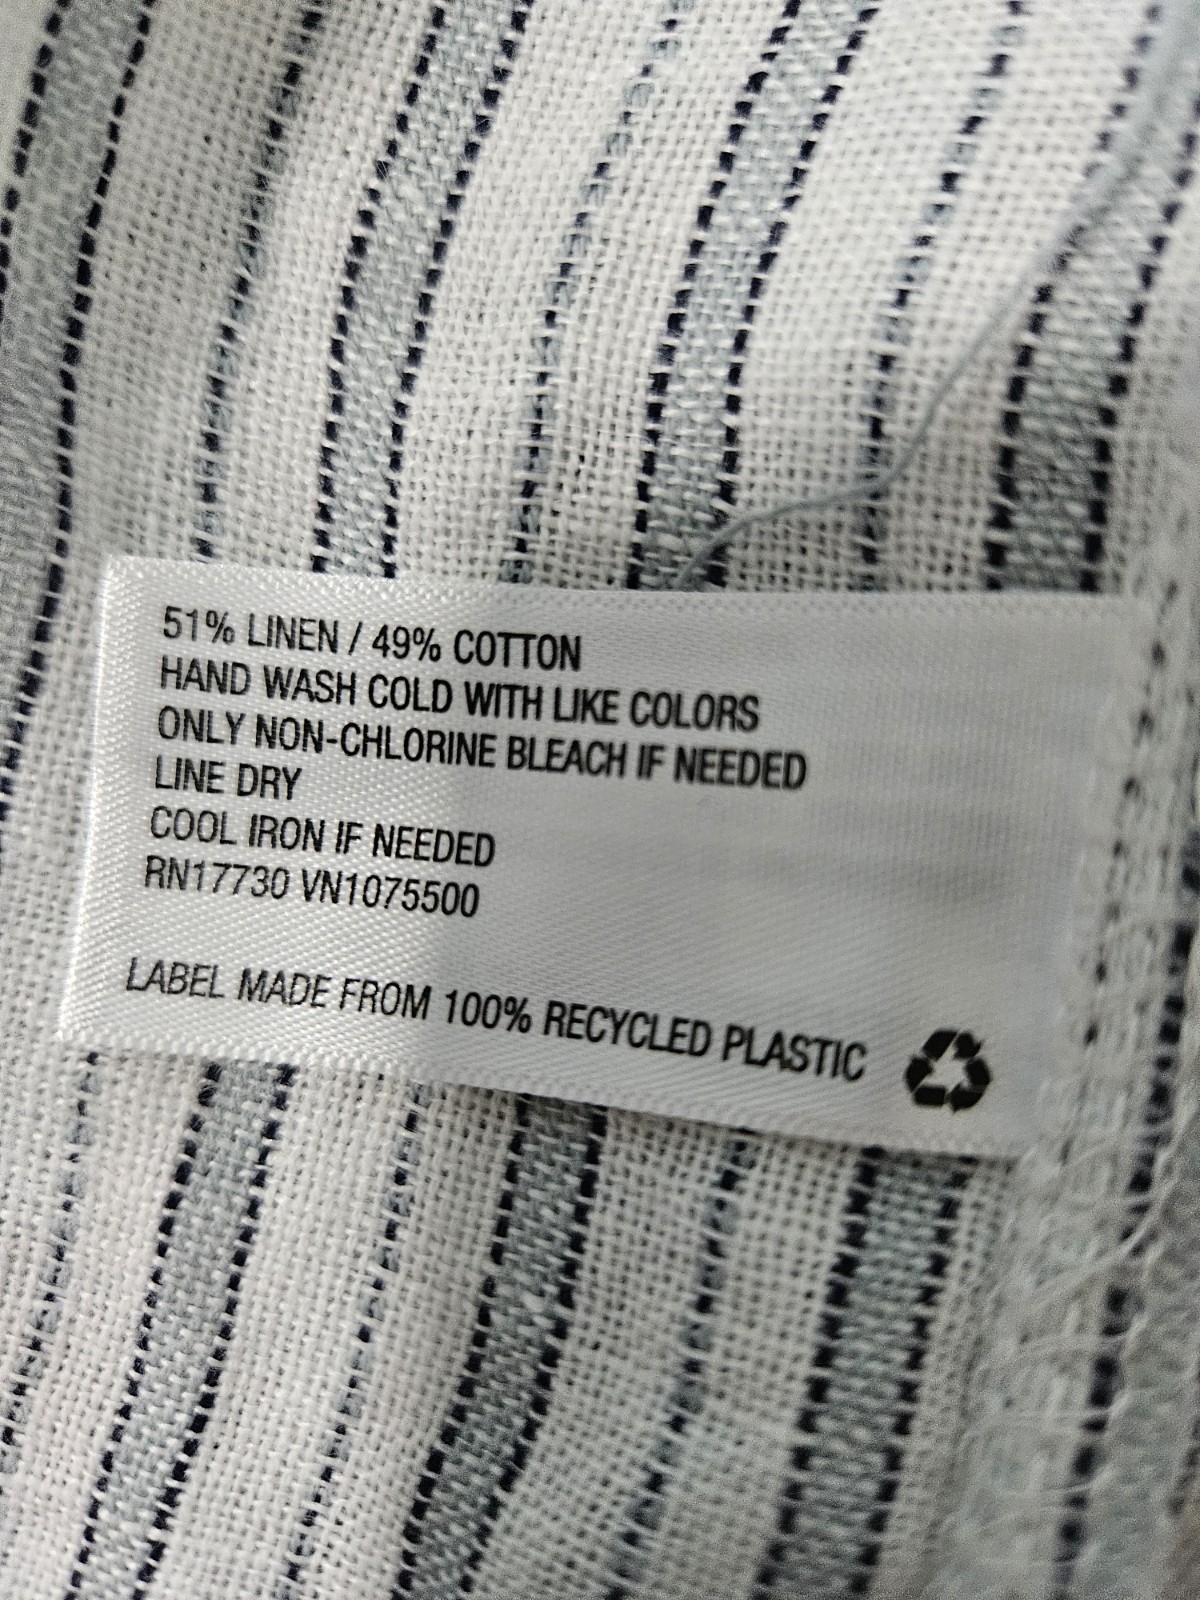 51% LINEN / 49% COTTON
HAND WASH COLD WITH LIKE COLORS
ONLY NON-CHLORINE BLEACH IF NEEDED
LINE DRY
COOL IRON IF NEEDED
RN17730 VN1075500
LABEL MADE FROM 100% RECYCLED PLASTIC